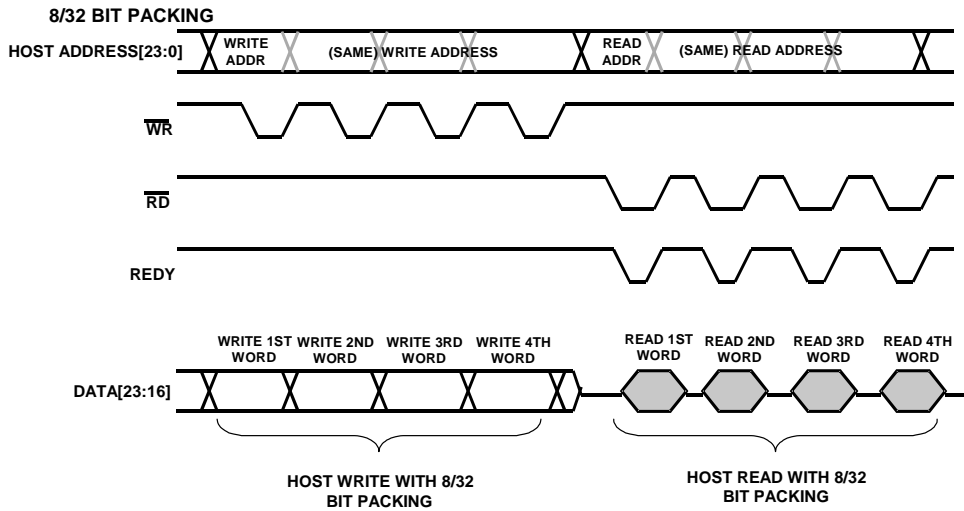 8/32 BIT PACKING
HOST ADDRESS[23:0]
WRITE ADDR
(SAME) WRITE ADDRESS
READ ADDR
(SAME) READ ADDRESS
WR
RD
REDY
WRITE 1ST WORD
WRITE 2ND WORD
WRITE 3RD WORD
WRITE 4TH WORD
READ 1ST WORD
READ 2ND WORD
READ 3RD WORD
READ 4TH WORD
DATA[23:16]
HOST WRITE WITH 8/32
BIT PACKING
HOST READ WITH 8/32
BIT PACKING